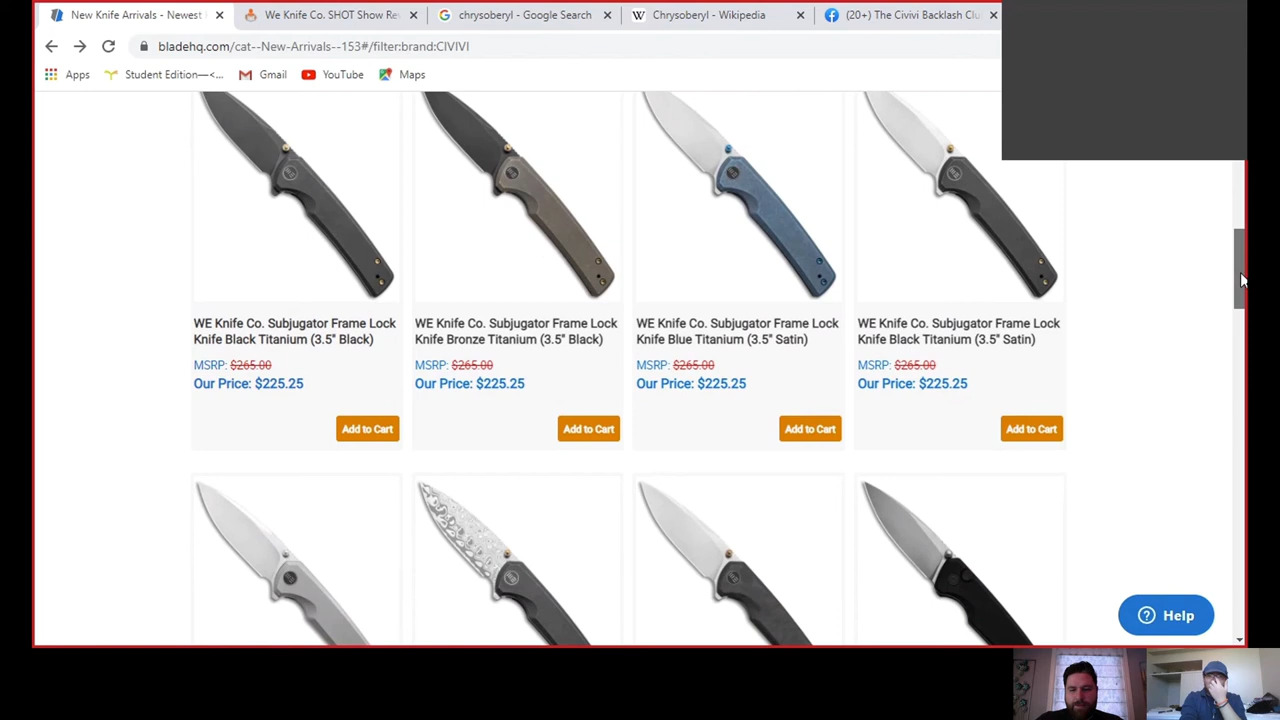 New Knife Arrivals - Newest
We Knife Co. SHOT Show Re
chrysoberyl - Google Search
Chrysoberyl - Wikipedia
(20+) The Civivi Backlash Clu
bladehq.com/cat--New-Arrivals--153#/filter:brand:CIVIVI
Apps
Student Edition—<...
Gmail
YouTube
Maps
WE Knife Co. Subjugator Frame Lock
Knife Black Titanium (3.5" Black)
MSRP: $265.00
Our Price: $225.25
Add to Cart
WE Knife Co. Subjugator Frame Lock
Knife Bronze Titanium (3.5" Black)
MSRP: $265.00
Our Price: $225.25
Add to Cart
WE Knife Co. Subjugator Frame Lock
Knife Blue Titanium (3.5" Satin)
MSRP: $265.00
Our Price: $225.25
Add to Cart
WE Knife Co. Subjugator Frame Lock
Knife Black Titanium (3.5" Satin)
MSRP: $265.00
Our Price: $225.25
Add to Cart
? Help